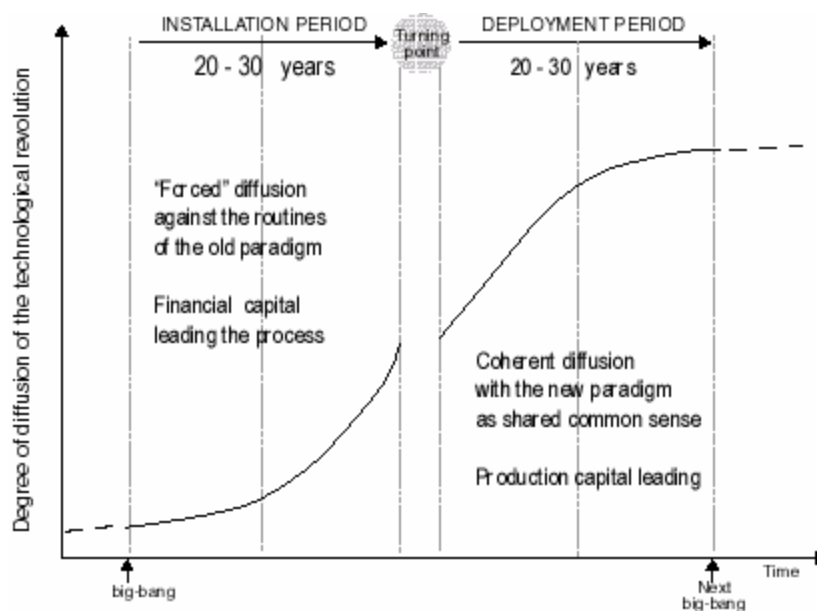 INSTALLATION PERIOD
Turning
point
DEPLOYMENT PERIOD
20 - 30 years
20 - 30 years
Degree of diffusion of the technological revolution
"Forced" diffusion
against the routines
of the old paradigm
Financial capital
leading the process
Coherent diffusion
with the new paradigm
as shared common sense
Production capital leading
Time
big-bang
Next
big-bang